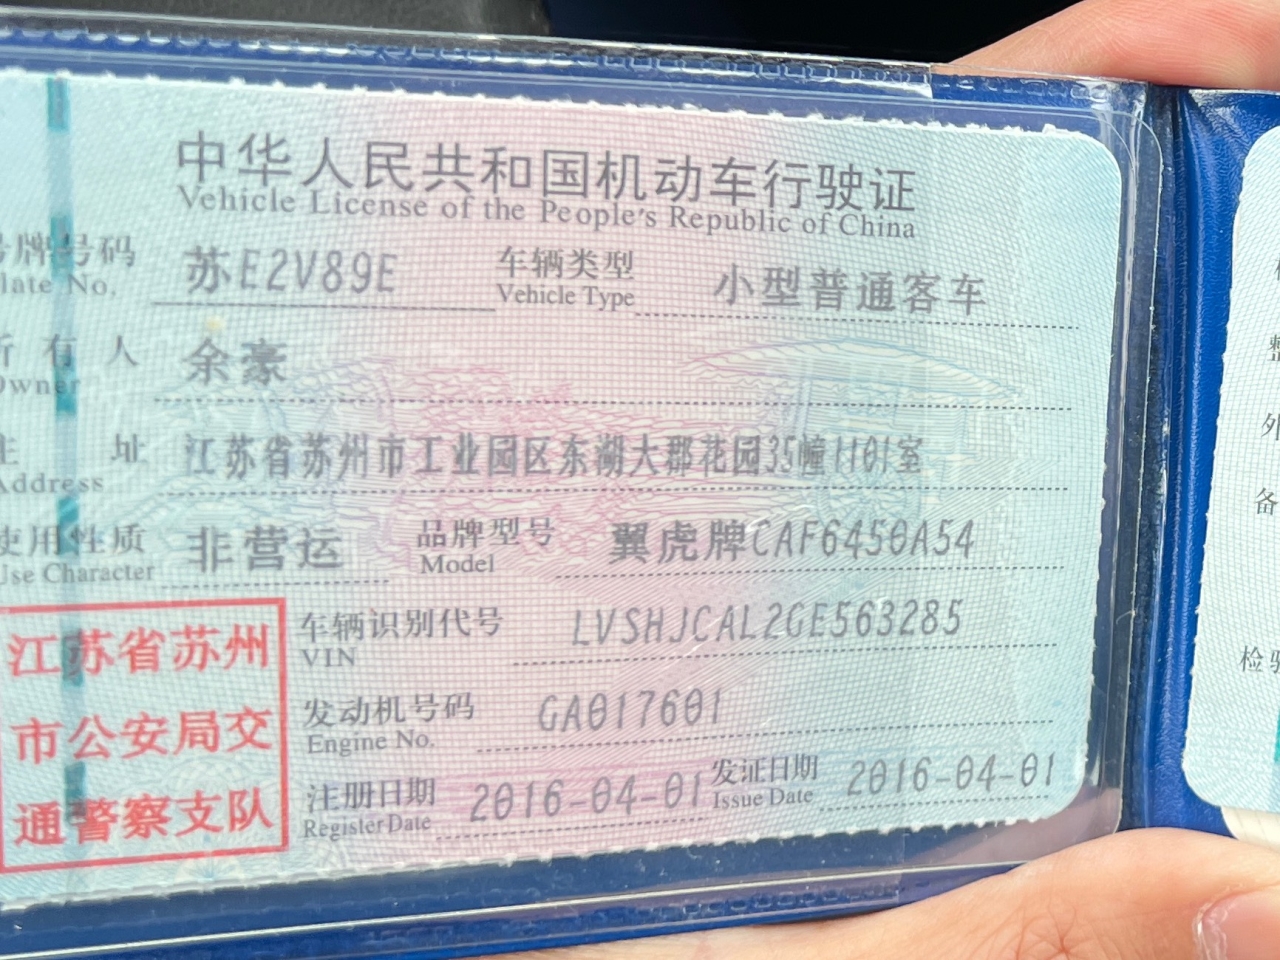 中华人民共和国机动车行驶证
Vehicle License of the People's Republic of China
号牌号码 苏E2V89E 车辆类型 小型普通客车
late No. Vehicle Type
所有人 余豪
Owner
住址 江苏省苏州市工业园区东湖大郡花园35幢1101室
Address
使用性质 非营运 品牌型号 翼虎牌CAF6450A54
Use Character Model
江苏省苏州
市公安局交
通警察支队
车辆识别代号 LVSHJCAL2GE563285
VIN
发动机号码 GA017601
Engine No.
注册日期 2016-04-01 发证日期 2016-04-01
Register Date Issue Date
整
外
备
检验